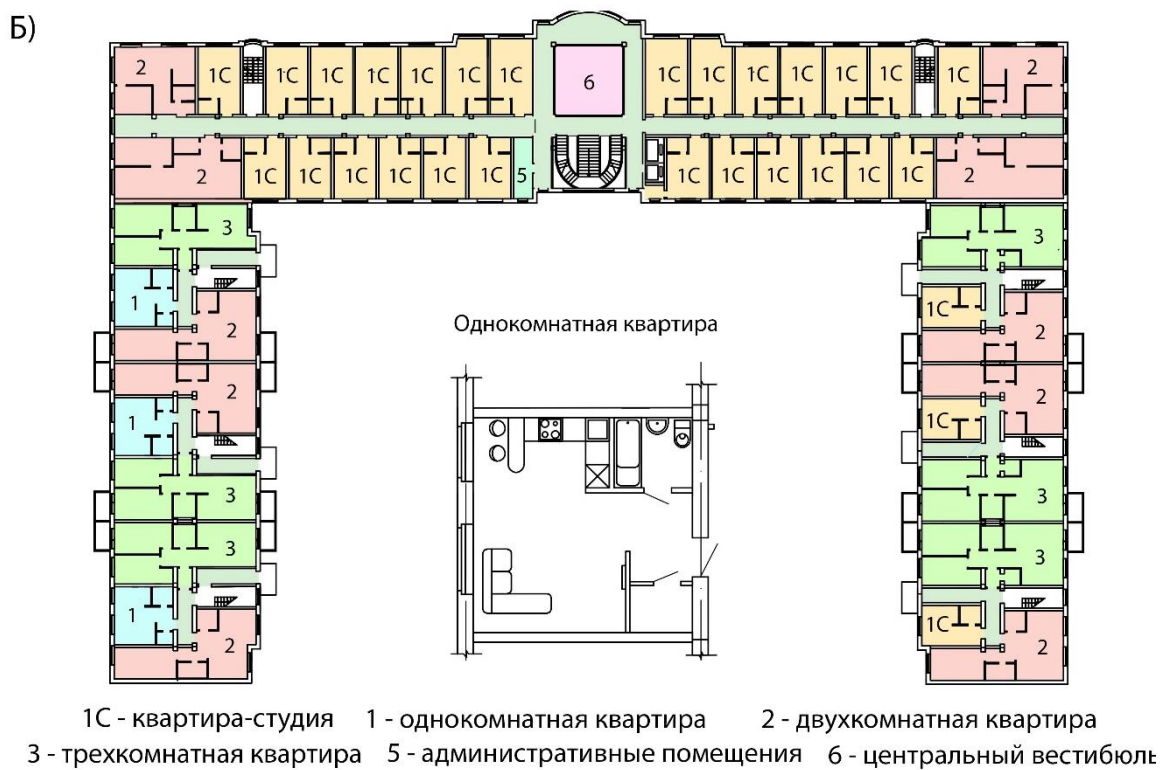 Б)
2 1С 1С 1С 1С 1С 1С 1С 6 1С 1С 1С 1С 1С 1С 1С 2
2 1С 1С 1С 1С 1С 1С 5 1С 1С 1С 1С 1С 1С 2
3 3
1 1С
2 2
Однокомнатная квартира
2 2
1 1С
3 3
3 3
1 1С
2 2
1С - квартира-студия 1 - однокомнатная квартира 2 - двухкомнатная квартира
3 - трехкомнатная квартира 5 - административные помещения 6 - центральный вестибюль